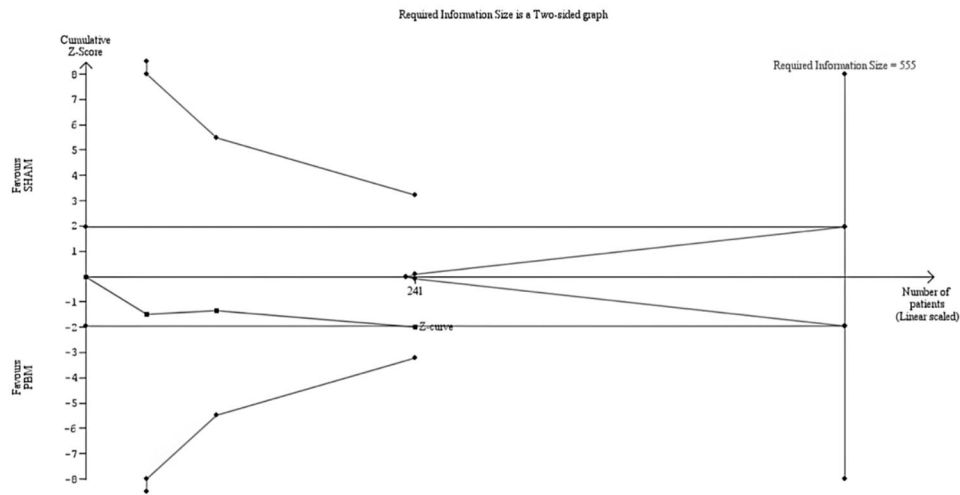 Required Information Size is a Two-sided graph
Cumulative
Z-Score
Required Information Size = 555
8
7
6
5
4
3
2
1
-1
-2
-3
-4
-5
-6
-7
-8
Favours
SHAM
Favours
PBM
241
Z-curve
Number of
patients
(Linear scaled)